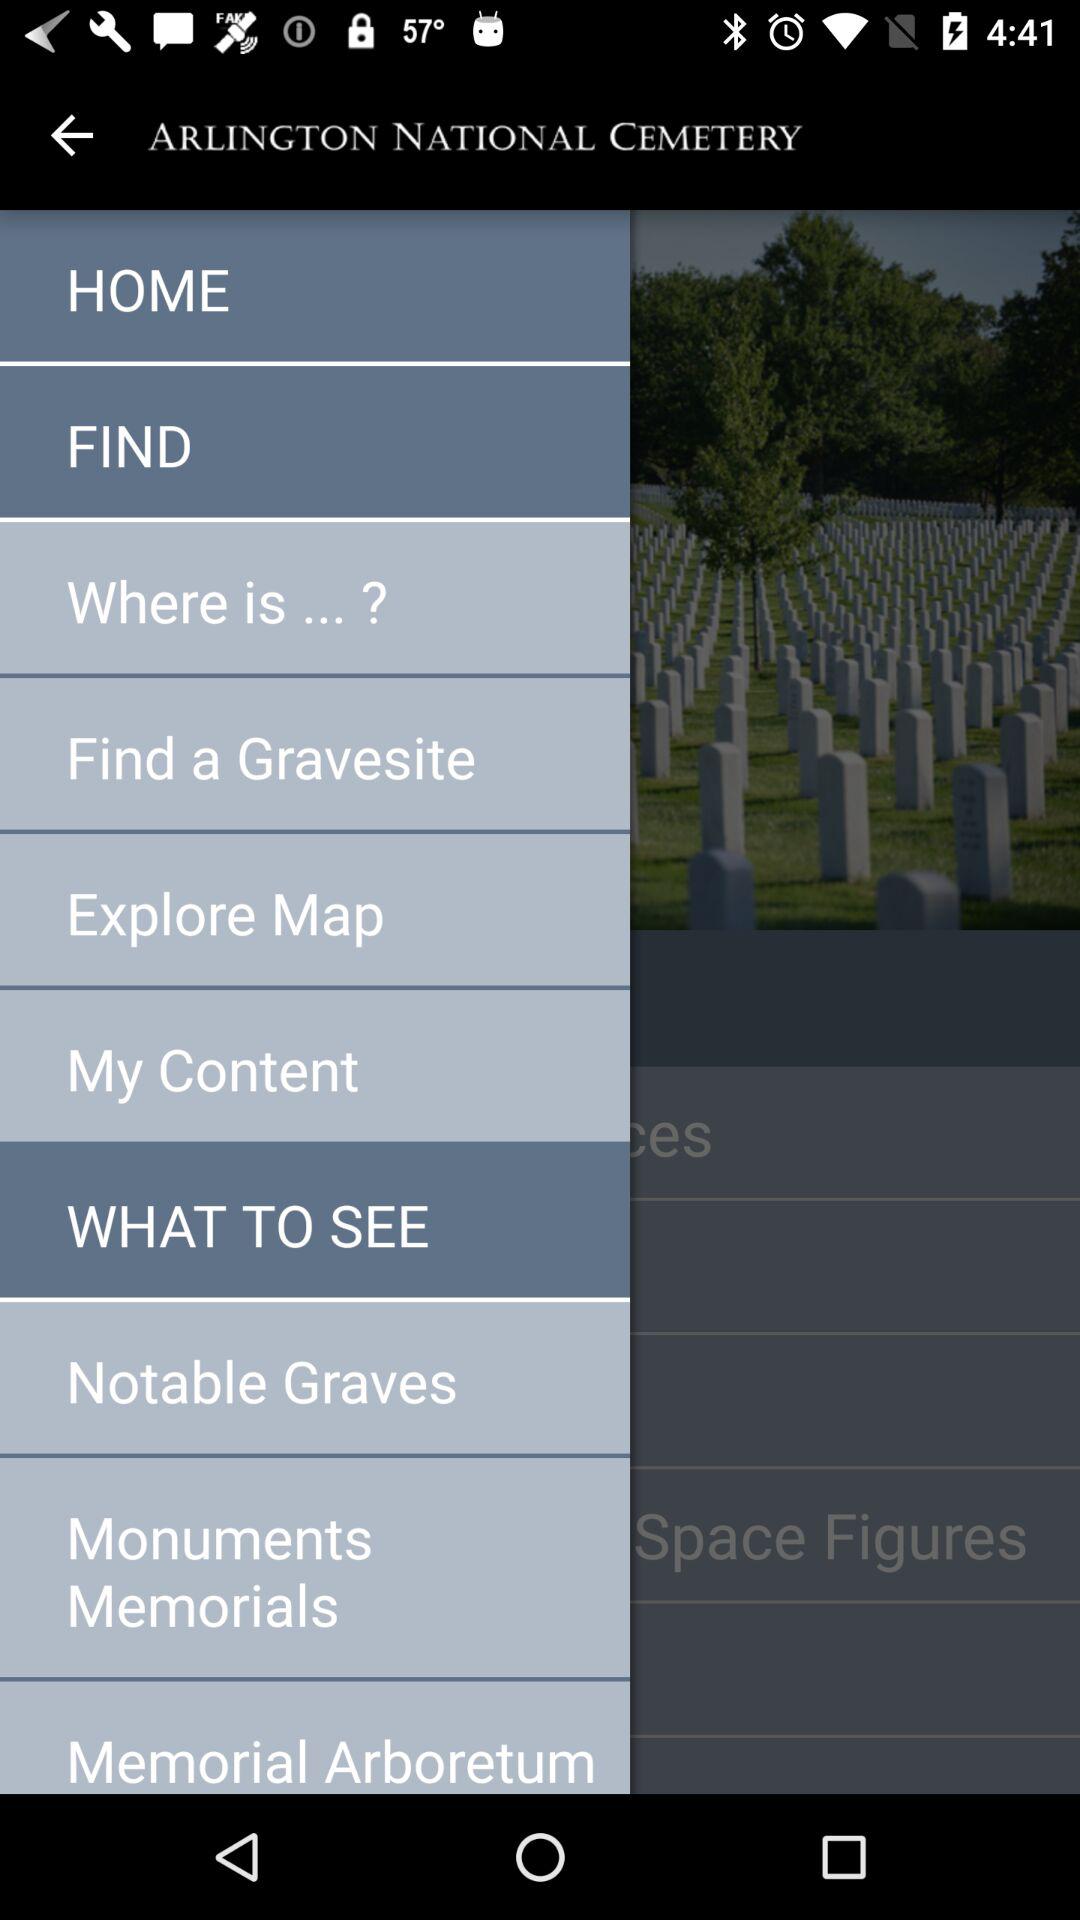 FAKE
57°
4:41
ARLINGTON NATIONAL CEMETERY
HOME
FIND
Where is ... ?
Find a Gravesite
Explore Map
My Content
ces
WHAT TO SEE
Notable Graves
Monuments
Memorials
Space Figures
Memorial Arboretum